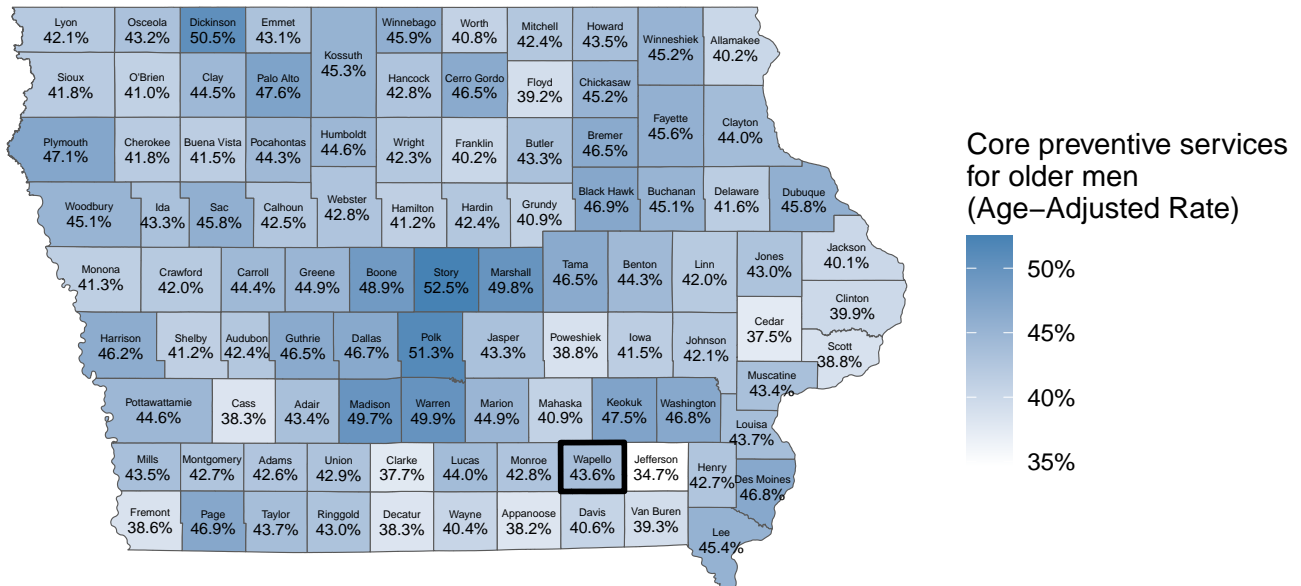 Lyon
42.1%
Osceola
43.2%
Dickinson
50.5%
Emmet
43.1%
Kossuth
45.3%
Winnebago
45.9%
Worth
40.8%
Mitchell
42.4%
Howard
43.5%
Winneshiek
45.2%
Allamakee
40.2%
Sioux
41.8%
O'Brien
41.0%
Clay
44.5%
Palo Alto
47.6%
Hancock
42.8%
Cerro Gordo
46.5%
Floyd
39.2%
Chickasaw
45.2%
Fayette
45.6%
Clayton
44.0%
Plymouth
47.1%
Cherokee
41.8%
Buena Vista
41.5%
Pocahontas
44.3%
Humboldt
44.6%
Wright
42.3%
Franklin
40.2%
Butler
43.3%
Bremer
46.5%
Woodbury
45.1%
Ida
43.3%
Sac
45.8%
Calhoun
42.5%
Webster
42.8%
Hamilton
41.2%
Hardin
42.4%
Grundy
40.9%
Black Hawk
46.9%
Buchanan
45.1%
Delaware
41.6%
Dubuque
45.8%
Monona
41.3%
Crawford
42.0%
Carroll
44.4%
Greene
44.9%
Boone
48.9%
Story
52.5%
Marshall
49.8%
Tama
46.5%
Benton
44.3%
Linn
42.0%
Jones
43.0%
Jackson
40.1%
Clinton
39.9%
Harrison
46.2%
Shelby
41.2%
Audubon
42.4%
Guthrie
46.5%
Dallas
46.7%
Polk
51.3%
Jasper
43.3%
Poweshiek
38.8%
Iowa
41.5%
Johnson
42.1%
Cedar
37.5%
Scott
38.8%
Muscatine
43.4%
Pottawattamie
44.6%
Cass
38.3%
Adair
43.4%
Madison
49.7%
Warren
49.9%
Marion
44.9%
Mahaska
40.9%
Keokuk
47.5%
Washington
46.8%
Louisa
43.7%
Mills
43.5%
Montgomery
42.7%
Adams
42.6%
Union
42.9%
Clarke
37.7%
Lucas
44.0%
Monroe
42.8%
Wapello
43.6%
Jefferson
34.7%
Henry
42.7%
Des Moines
46.8%
Fremont
38.6%
Page
46.9%
Taylor
43.7%
Ringgold
43.0%
Decatur
38.3%
Wayne
40.4%
Appanoose
38.2%
Davis
40.6%
Van Buren
39.3%
Lee
45.4%
Core preventive services
for older men
(Age−Adjusted Rate)
50%
45%
40%
35%